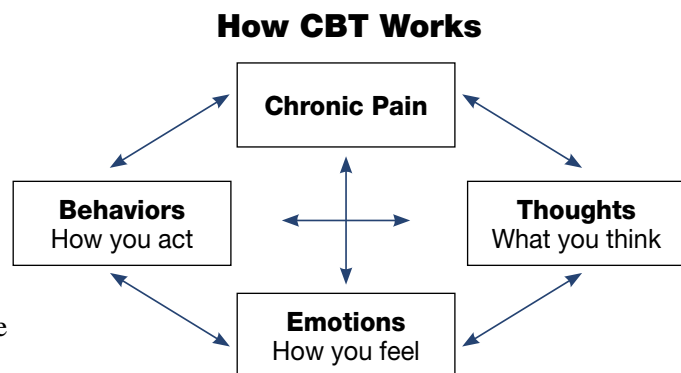 How CBT Works
Chronic Pain
Behaviors
How you act
Thoughts
What you think
Emotions
How you feel